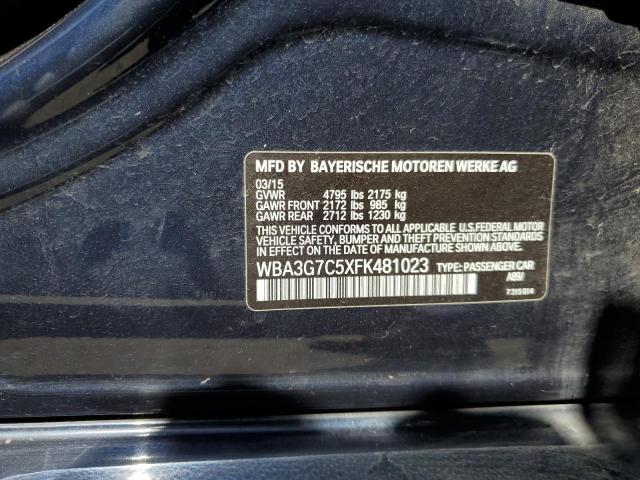 MFD BY BAYERISCHE MOTOREN WERKE AG
03/15
GVWR 4795 lbs 2175 kg
GAWR FRONT 2172 lbs 985 kg
GAWR REAR 2712 lbs 1230 kg
THIS VEHICLE CONFORMS TO ALL APPLICABLE U.S.FEDERAL MOTOR
VEHICLE SAFETY, BUMPER AND THEFT PREVENTION STANDARDS
IN EFFECT ON THE DATE OF MANUFACTURE SHOWN ABOVE.
WBA3G7C5XFK481023 TYPE: PASSENGER CAR
A89/
7315814